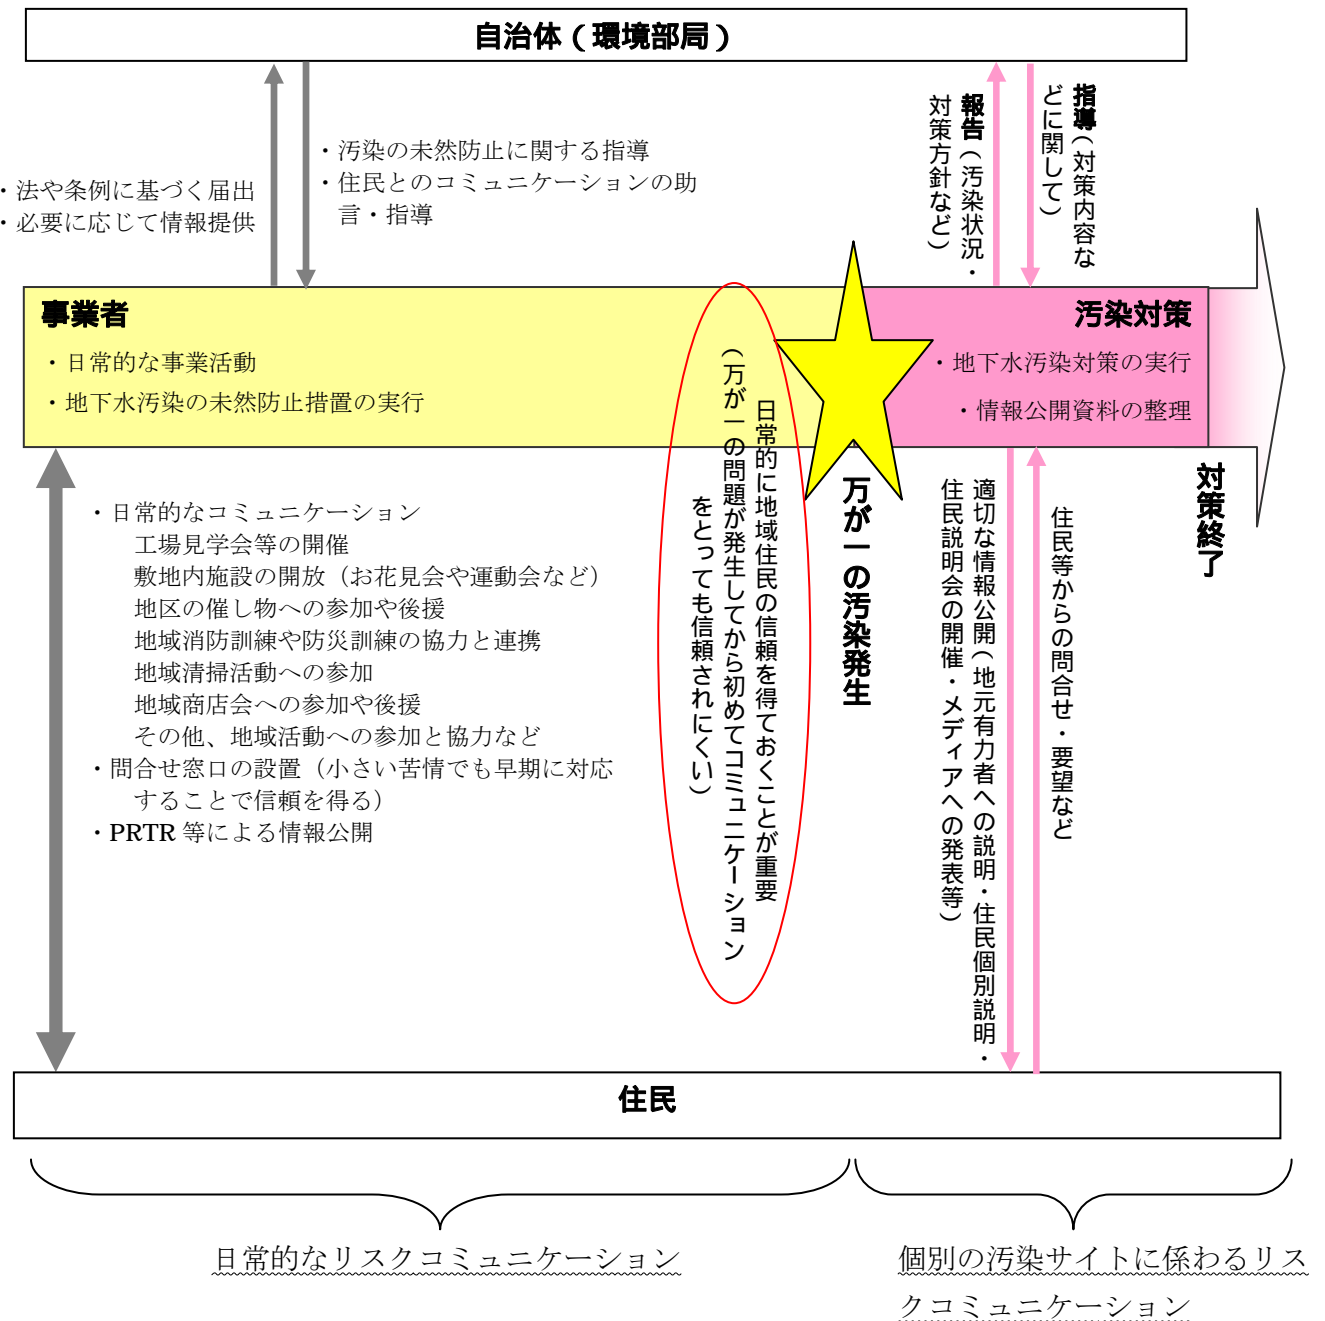 自治体（環境部局）
・法や条例に基づく届出
・必要に応じて情報提供
・汚染の未然防止に関する指導
・住民とのコミュニケーションの助
言・指導
報告（汚染状況・
対策方針など）
指導（対策内容な
どに関して）
事業者
・日常的な事業活動
・地下水汚染の未然防止措置の実行
汚染対策
・地下水汚染対策の実行
・情報公開資料の整理
・日常的なコミュニケーション
工場見学会等の開催
敷地内施設の開放（お花見会や運動会など）
地区の催し物への参加や後援
地域消防訓練や防災訓練の協力と連携
地域清掃活動への参加
地域商店会への参加や後援
その他、地域活動への参加と協力など
・問合せ窓口の設置（小さい苦情でも早期に対応
することで信頼を得る）
・PRTR 等による情報公開
日常的に地域住民の信頼を得ておくことが重要
（万が一の問題が発生してから初めてコミュニケーション
をとっても信頼されにくい）
万が一の汚染発生
適切な情報公開（地元有力者への説明・住民個別説明・
住民説明会の開催・メディアへの発表等）
住民等からの問合せ・要望など
対策終了
住民
日常的なリスクコミュニケーション
個別の汚染サイトに係わるリス
クコミュニケーション